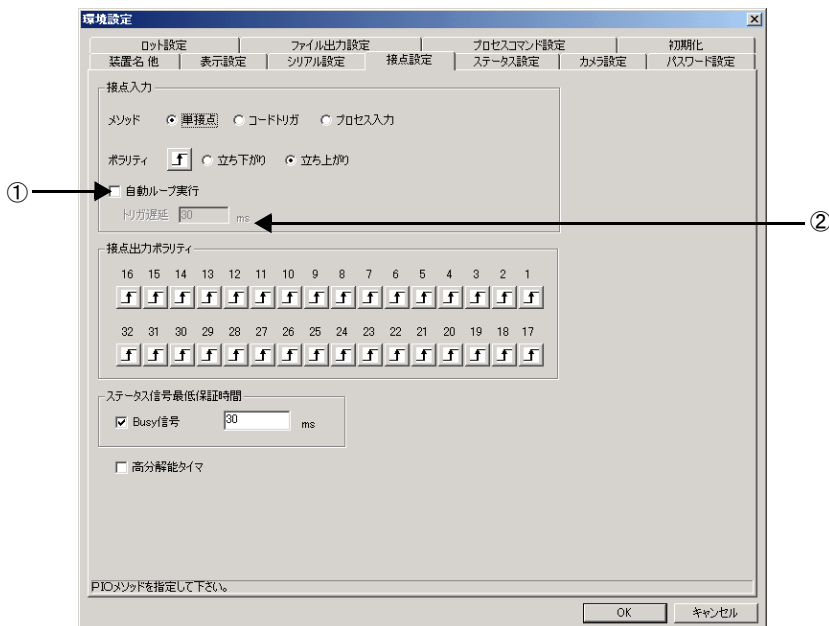 環境設定
ロット設定 ファイル出力設定 プロセスコマンド設定 初期化
装置名 他 表示設定 シリアル設定 接点設定 ステータス設定 カメラ設定 パスワード設定
接点入力
メソッド 単接点 コードトリガ プロセス入力
ポラリティ 立ち下がり 立ち上がり
① 自動ループ実行
トリガ遅延 30 ms ②
接点出力ポラリティ
16 15 14 13 12 11 10 9 8 7 6 5 4 3 2 1
32 31 30 29 28 27 26 25 24 23 22 21 20 19 18 17
ステータス信号最低保証時間
Busy信号 30 ms
高分解能タイマ
PIOメソッドを指定して下さい。
OK キャンセル